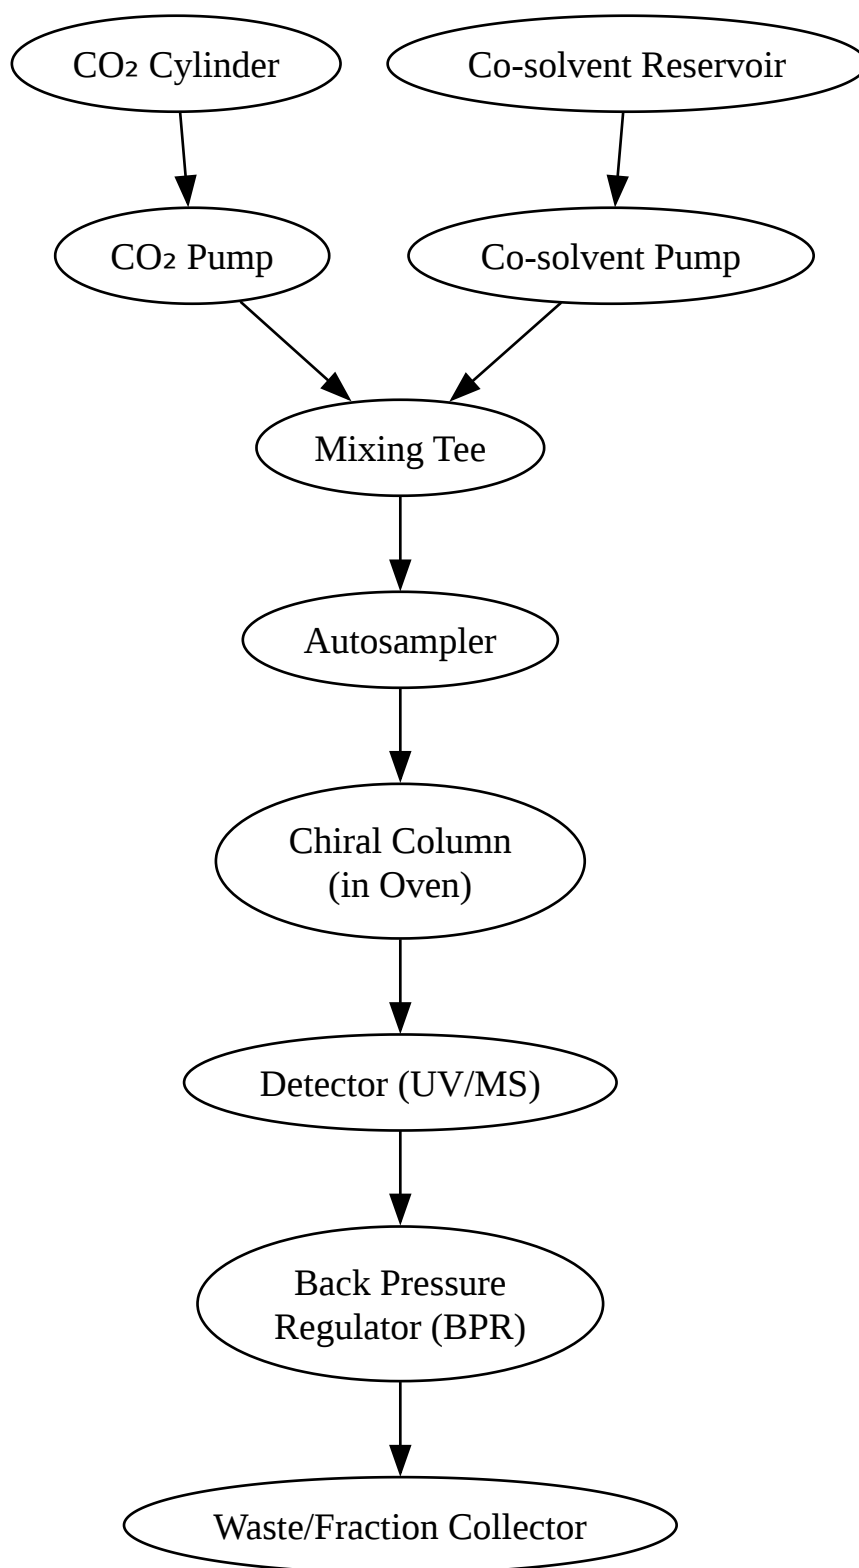 CO₂ Cylinder
Co-solvent Reservoir
CO₂ Pump
Co-solvent Pump
Mixing Tee
Autosampler
Chiral Column
(in Oven)
Detector (UV/MS)
Back Pressure
Regulator (BPR)
Waste/Fraction Collector